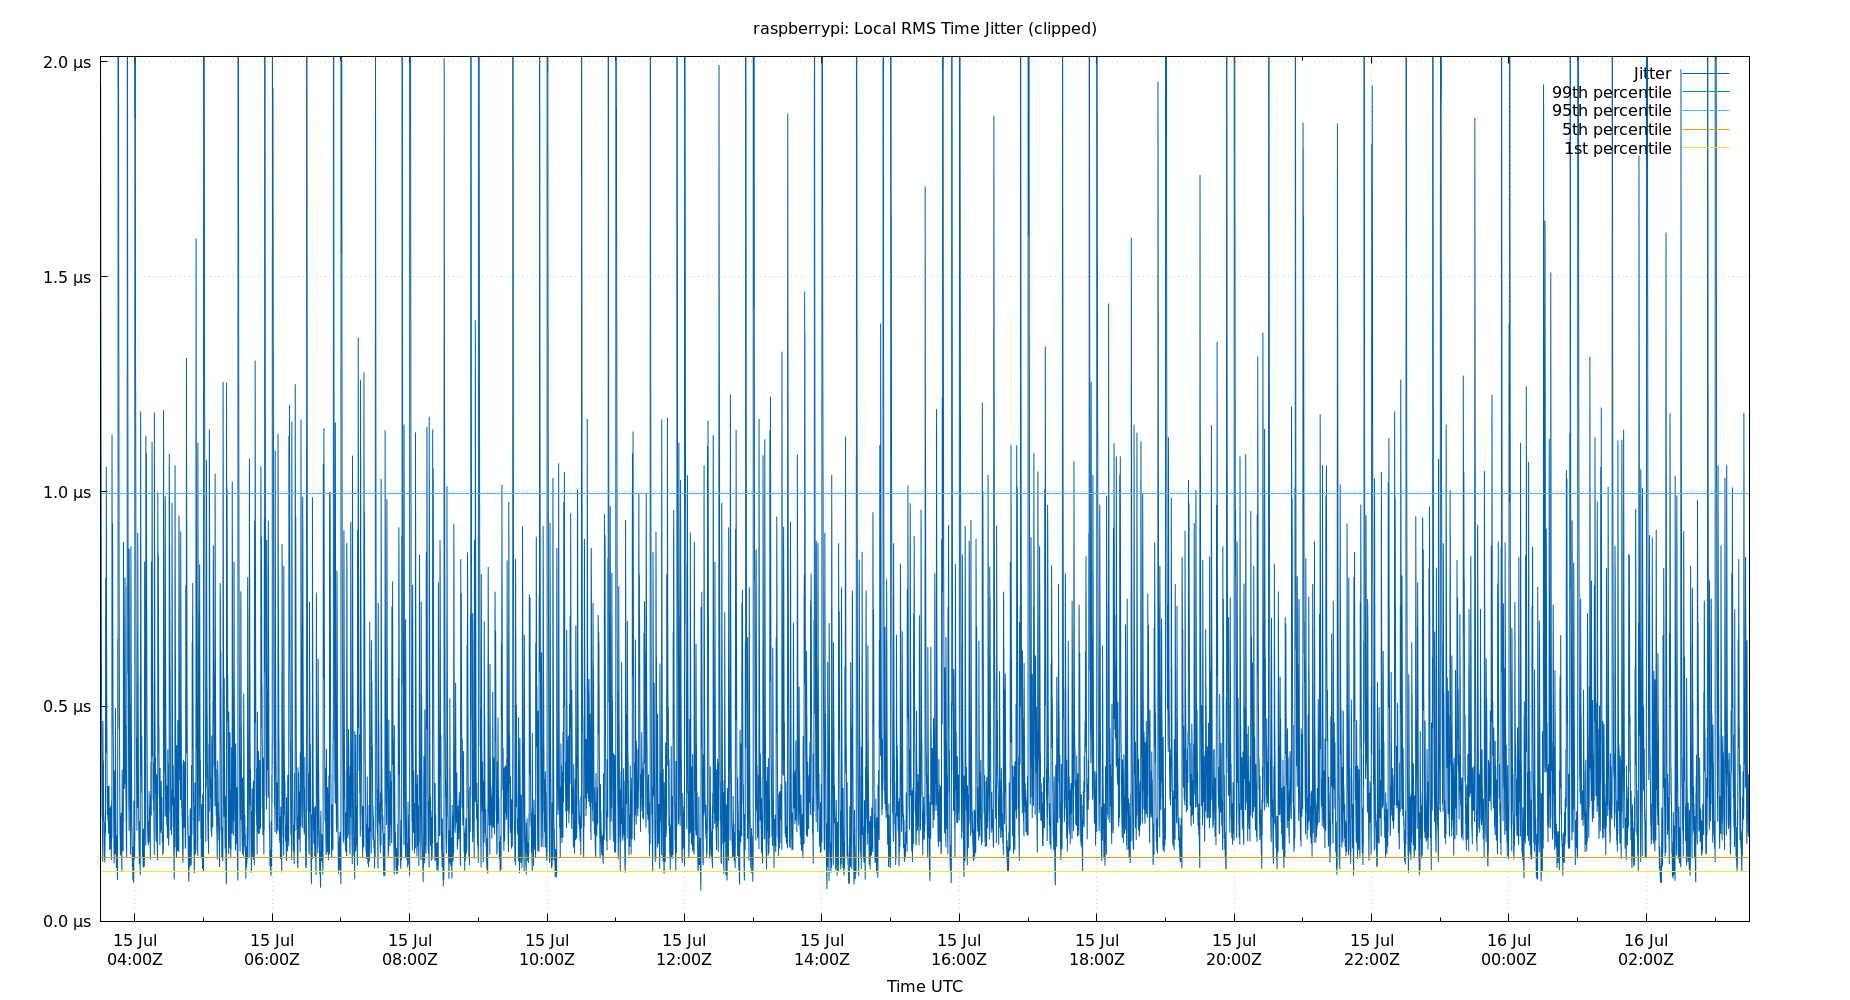 raspberrypi: Local RMS Time Jitter (clipped)
2.0 µs
1.5 µs
1.0 µs
0.5 µs
0.0 µs
Jitter
99th percentile
95th percentile
5th percentile
1st percentile
15 Jul 15 Jul 15 Jul 15 Jul 15 Jul 15 Jul 15 Jul 15 Jul 15 Jul 15 Jul 16 Jul 16 Jul
04:00Z 06:00Z 08:00Z 10:00Z 12:00Z 14:00Z 16:00Z 18:00Z 20:00Z 22:00Z 00:00Z 02:00Z
Time UTC